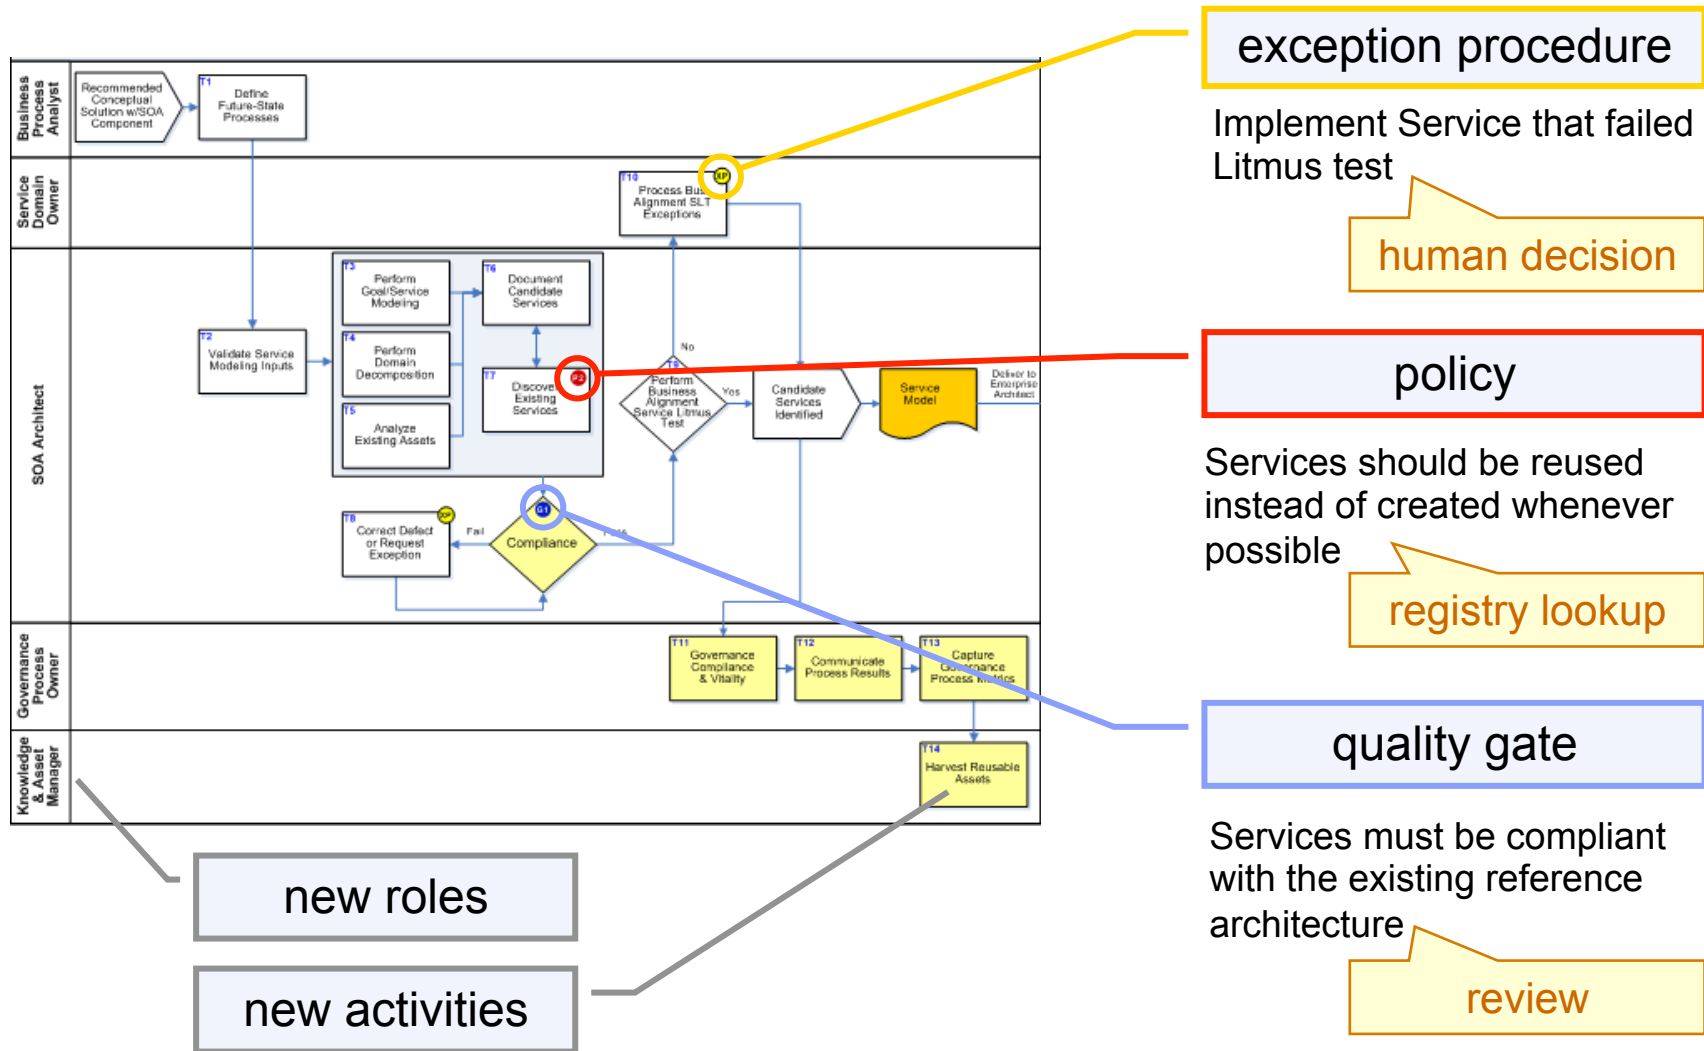 exception procedure
Implement Service that failed
Litmus test
human decision
policy
Services should be reused
instead of created whenever
possible
registry lookup
quality gate
Services must be compliant
with the existing reference
architecture
review
new roles
new activities
Business
Process
Analyst
Recommended
Conceptual
Solution w/SOA
Component
T1
Define
Future-State
Processes
Service
Domain
Owner
T10
XP
Process Bus.
Alignment SLT
Exceptions
SOA Architect
T2
Validate Service
Modeling Inputs
T3
Perform
Goal/Service
Modeling
T4
Perform
Domain
Decomposition
T5
Analyze
Existing Assets
T6
Document
Candidate
Services
T7
P2
Discover
Existing
Services
T8
XP
Correct Defect
or Request
Exception
Fail
G1
Compliance
No
T9
Perform
Business
Alignment
Service Litmus
Test
Yes
Candidate
Services
Identified
Service
Model
Deliver to
Enterprise
Architect
Governance
Process
Owner
T11
Governance
Compliance
& Vitality
T12
Communicate
Process Results
T13
Capture
Governance
Process Metrics
Knowledge
& Asset
Manager
T14
Harvest Reusable
Assets